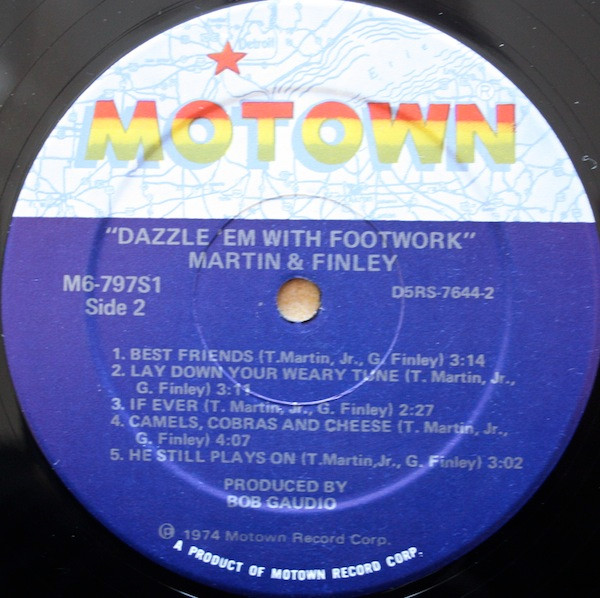 Detroit
Erie
MOTOWN
®
"DAZZLE 'EM WITH FOOTWORK"
MARTIN & FINLEY
M6-797S1
D5RS-7644-2
Side 2
1. BEST FRIENDS (T.Martin, Jr., G. Finley) 3:14
2. LAY DOWN YOUR WEARY TUNE (T. Martin, Jr.,
G. Finley) 3:11
3. IF EVER (T. Martin, Jr., G. Finley) 2:27
4. CAMELS, COBRAS AND CHEESE (T. Martin, Jr.,
G. Finley) 4:07
5. HE STILL PLAYS ON (T.Martin,Jr., G. Finley) 3:02
PRODUCED BY
BOB GAUDIO
℗ 1974 Motown Record Corp.
A PRODUCT OF MOTOWN RECORD CORP.